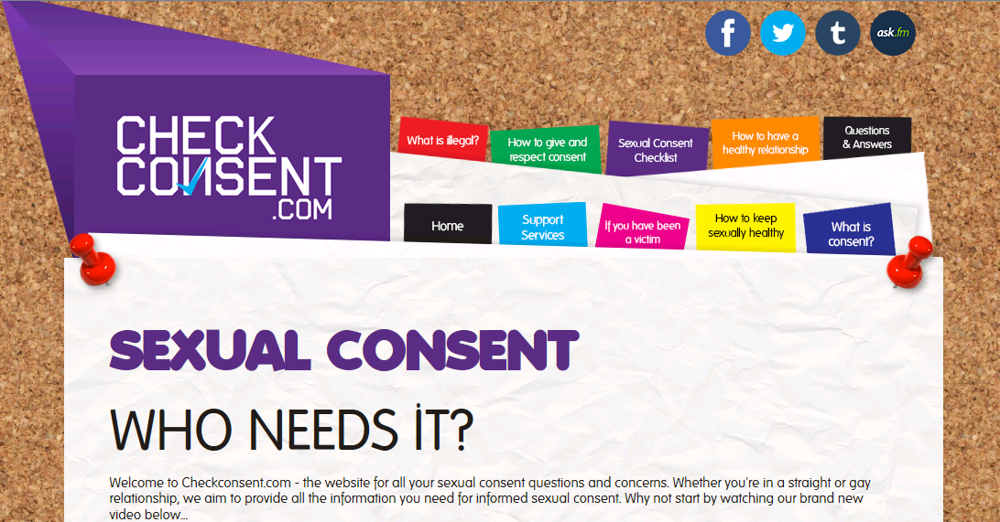 f
t
ask.fm
CHECK
CONSENT
.COM
What is illegal?
How to give and
respect consent
Sexual Consent
Checklist
How to have a
healthy relationship
Questions
& Answers
Home
Support
Services
If you have been
a victim
How to keep
sexually healthy
What is
consent?
SEXUAL CONSENT
WHO NEEDS IT?
Welcome to Checkconsent.com - the website for all your sexual consent questions and concerns. Whether you're in a straight or gay
relationship, we aim to provide all the information you need for informed sexual consent. Why not start by watching our brand new
video below...